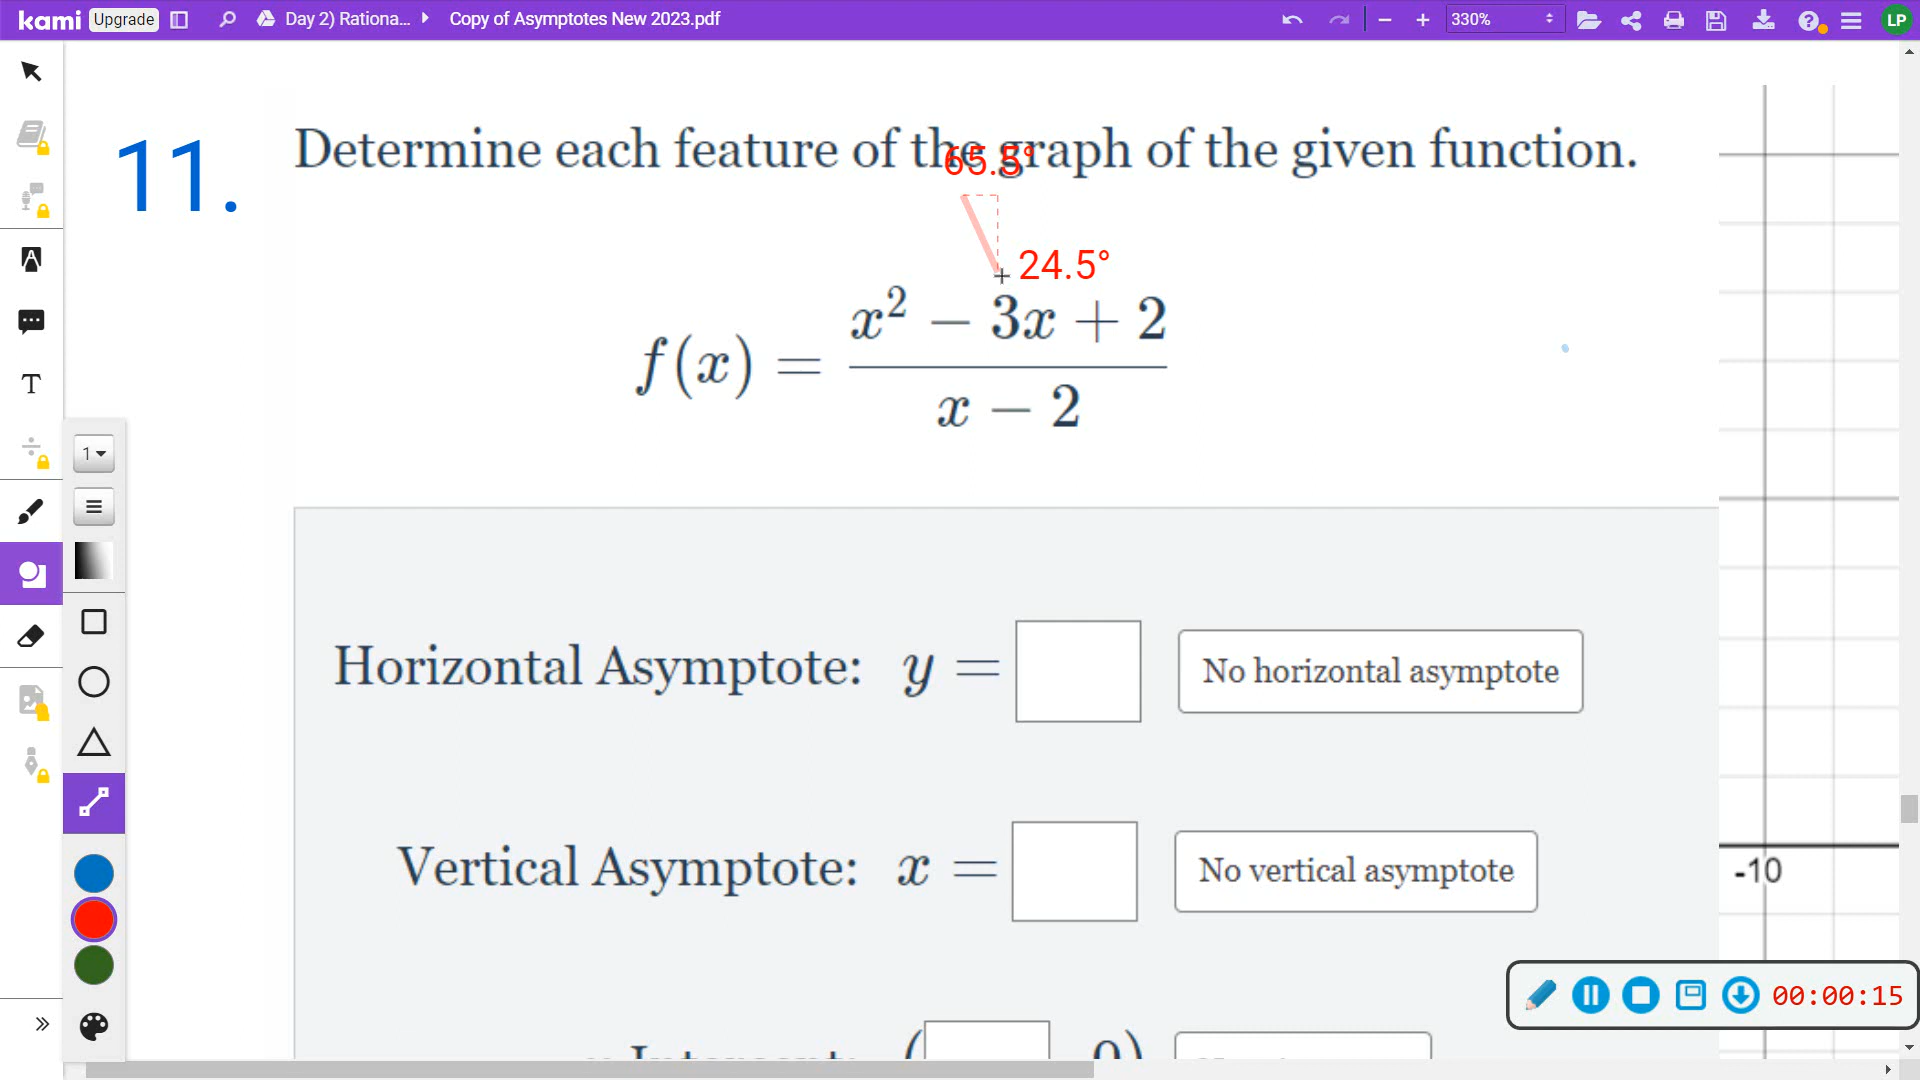 kami Upgrade Day 2) Rationa... Copy of Asymptotes New 2023.pdf 330% LP
11. Determine each feature of the graph of the given function.
65.5°
24.5°
f(x) = \frac{x^2 - 3x + 2}{x - 2}
T
1
Horizontal Asymptote: y = No horizontal asymptote
Vertical Asymptote: x = No vertical asymptote
-10
00:00:15